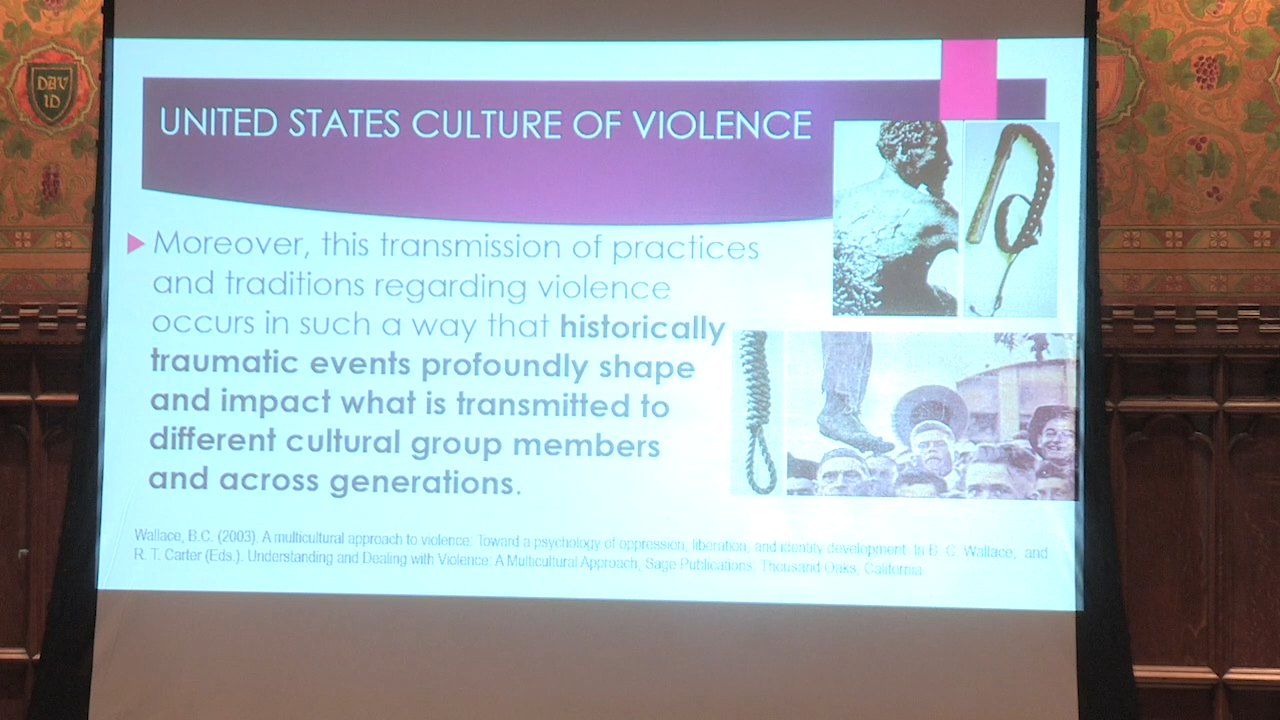 DAV
ID
UNITED STATES CULTURE OF VIOLENCE
Moreover, this transmission of practices
and traditions regarding violence
occurs in such a way that historically
traumatic events profoundly shape
and impact what is transmitted to
different cultural group members
and across generations.
Wallace, B.C. (2003). A multicultural approach to violence: Toward a psychology of oppression, liberation, and identity development. In B. C. Wallace, and
R. T. Carter (Eds.). Understanding and Dealing with Violence: A Multicultural Approach, Sage Publications, Thousand Oaks, California.